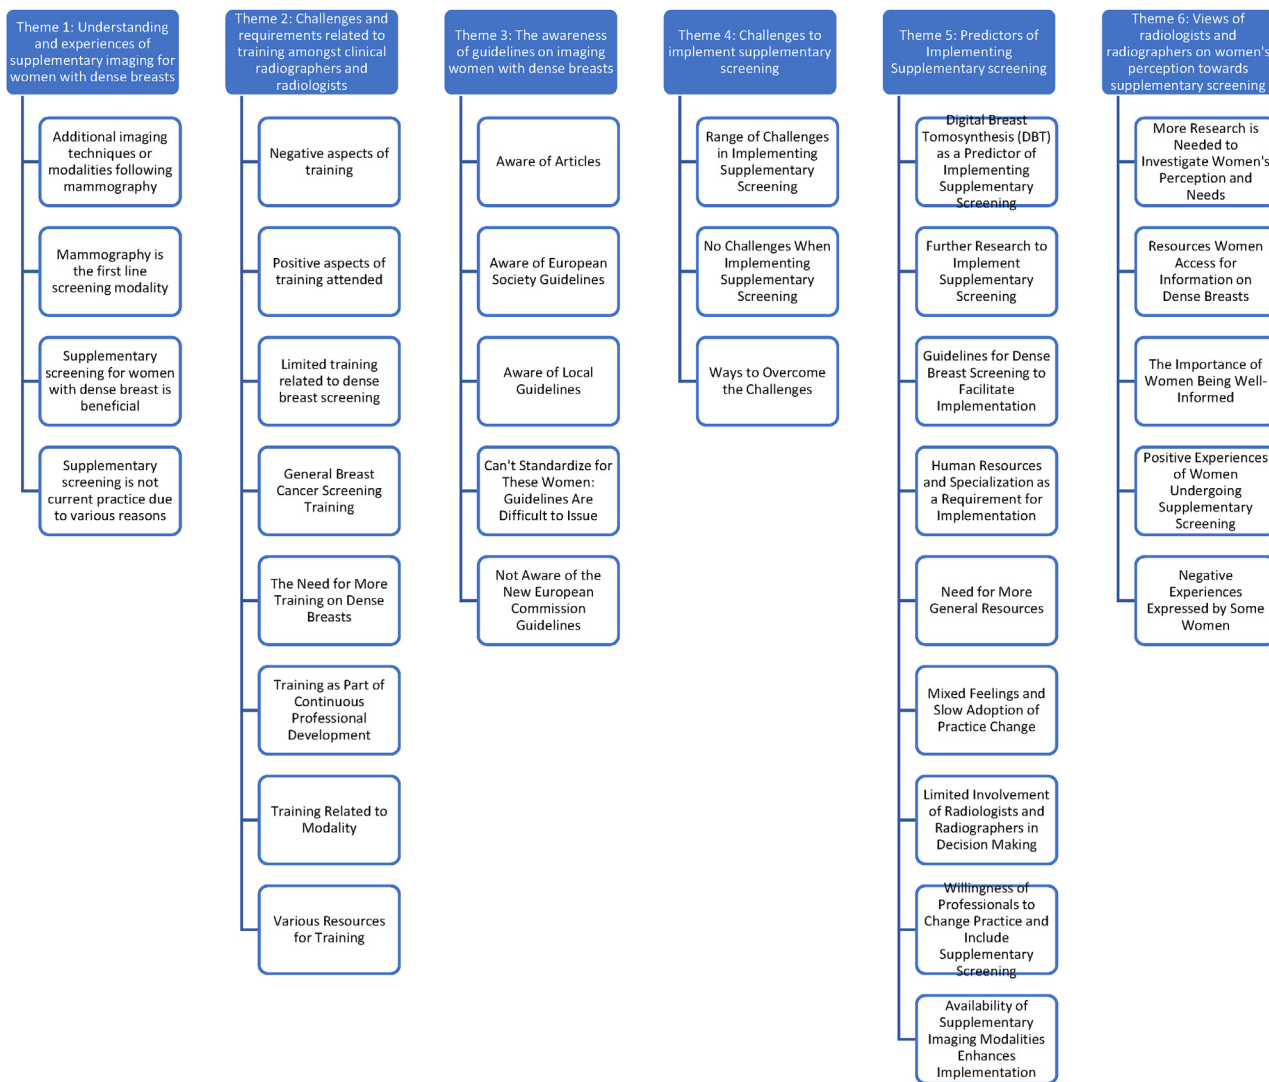 Theme 1: Understanding
and experiences of
supplementary imaging for
women with dense breasts
Additional imaging
techniques or
modalities following
mammography
Mammography is
the first line
screening modality
Supplementary
screening for women
with dense breast is
beneficial
Supplementary
screening is not
current practice due
to various reasons
Theme 2: Challenges and
requirements related to
training amongst clinical
radiographers and
radiologists
Negative aspects of
training
Positive aspects of
training attended
Limited training
related to dense
breast screening
General Breast
Cancer Screening
Training
The Need for More
Training on Dense
Breasts
Training as Part of
Continuous
Professional
Development
Training Related to
Modality
Various Resources
for Training
Theme 3: The awareness
of guidelines on imaging
women with dense breasts
Aware of Articles
Aware of European
Society Guidelines
Aware of Local
Guidelines
Can't Standardize for
These Women:
Guidelines Are
Difficult to Issue
Not Aware of the
New European
Commission
Guidelines
Theme 4: Challenges to
implement supplementary
screening
Range of Challenges
in Implementing
Supplementary
Screening
No Challenges When
Implementing
Supplementary
Screening
Ways to Overcome
the Challenges
Theme 5: Predictors of
Implementing
Supplementary screening
Digital Breast
Tomosynthesis (DBT)
as a Predictor of
Implementing
Supplementary
Screening
Further Research to
Implement
Supplementary
Screening
Guidelines for Dense
Breast Screening to
Facilitate
Implementation
Human Resources
and Specialization as
a Requirement for
Implementation
Need for More
General Resources
Mixed Feelings and
Slow Adoption of
Practice Change
Limited Involvement
of Radiologists and
Radiographers in
Decision Making
Willingness of
Professionals to
Change Practice and
Include
Supplementary
Screening
Availability of
Supplementary
Imaging Modalities
Enhances
Implementation
Theme 6: Views of
radiologists and
radiographers on women's
perception towards
supplementary screening
More Research is
Needed to
Investigate Women's
Perception and
Needs
Resources Women
Access for
Information on
Dense Breasts
The Importance of
Women Being Well-
Informed
Positive Experiences
of Women
Undergoing
Supplementary
Screening
Negative
Experiences
Expressed by Some
Women